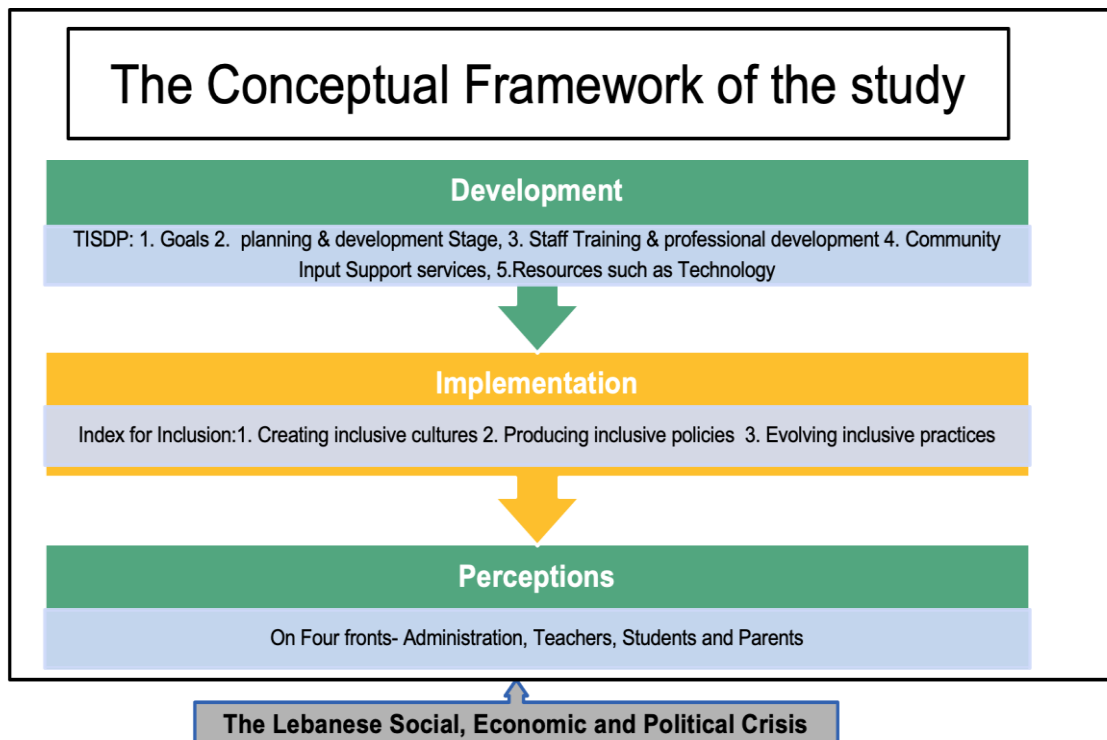 The Conceptual Framework of the study
Development
TISDP: 1. Goals 2. planning & development Stage, 3. Staff Training & professional development 4. Community
Input Support services, 5.Resources such as Technology
Implementation
Index for Inclusion:1. Creating inclusive cultures 2. Producing inclusive policies 3. Evolving inclusive practices
Perceptions
On Four fronts- Administration, Teachers, Students and Parents
The Lebanese Social, Economic and Political Crisis